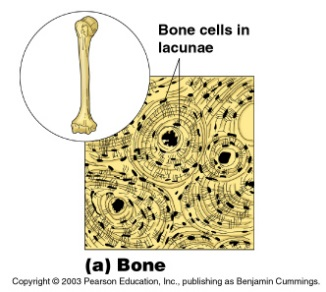 Bone cells in
lacunae
(a) Bone
Copyright © 2003 Pearson Education, Inc., publishing as Benjamin Cummings.